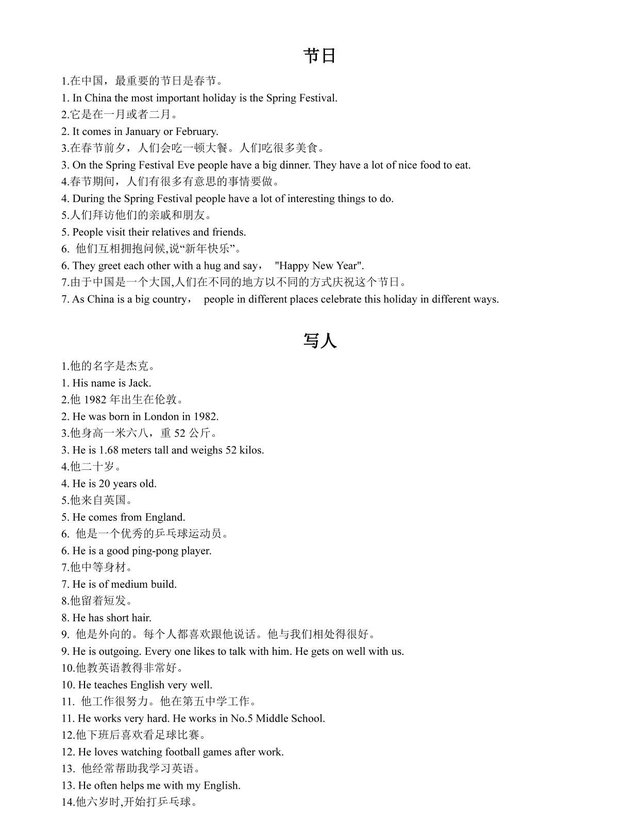 节日
1.在中国，最重要的节日是春节。
1. In China the most important holiday is the Spring Festival.
2.它是在一月或者二月。
2. It comes in January or February.
3.在春节前夕，人们会吃一顿大餐。人们吃很多美食。
3. On the Spring Festival Eve people have a big dinner. They have a lot of nice food to eat.
4.春节期间，人们有很多有意思的事情要做。
4. During the Spring Festival people have a lot of interesting things to do.
5.人们拜访他们的亲戚和朋友。
5. People visit their relatives and friends.
6. 他们互相拥抱问候,说“新年快乐”。
6. They greet each other with a hug and say， "Happy New Year".
7.由于中国是一个大国,人们在不同的地方以不同的方式庆祝这个节日。
7. As China is a big country， people in different places celebrate this holiday in different ways.
写人
1.他的名字是杰克。
1. His name is Jack.
2.他 1982 年出生在伦敦。
2. He was born in London in 1982.
3.他身高一米六八，重 52 公斤。
3. He is 1.68 meters tall and weighs 52 kilos.
4.他二十岁。
4. He is 20 years old.
5.他来自英国。
5. He comes from England.
6. 他是一个优秀的乒乓球运动员。
6. He is a good ping-pong player.
7.他中等身材。
7. He is of medium build.
8.他留着短发。
8. He has short hair.
9. 他是外向的。每个人都喜欢跟他说话。他与我们相处得很好。
9. He is outgoing. Every one likes to talk with him. He gets on well with us.
10.他教英语教得非常好。
10. He teaches English very well.
11. 他工作很努力。他在第五中学工作。
11. He works very hard. He works in No.5 Middle School.
12.他下班后喜欢看足球比赛。
12. He loves watching football games after work.
13. 他经常帮助我学习英语。
13. He often helps me with my English.
14.他六岁时,开始打乒乓球。